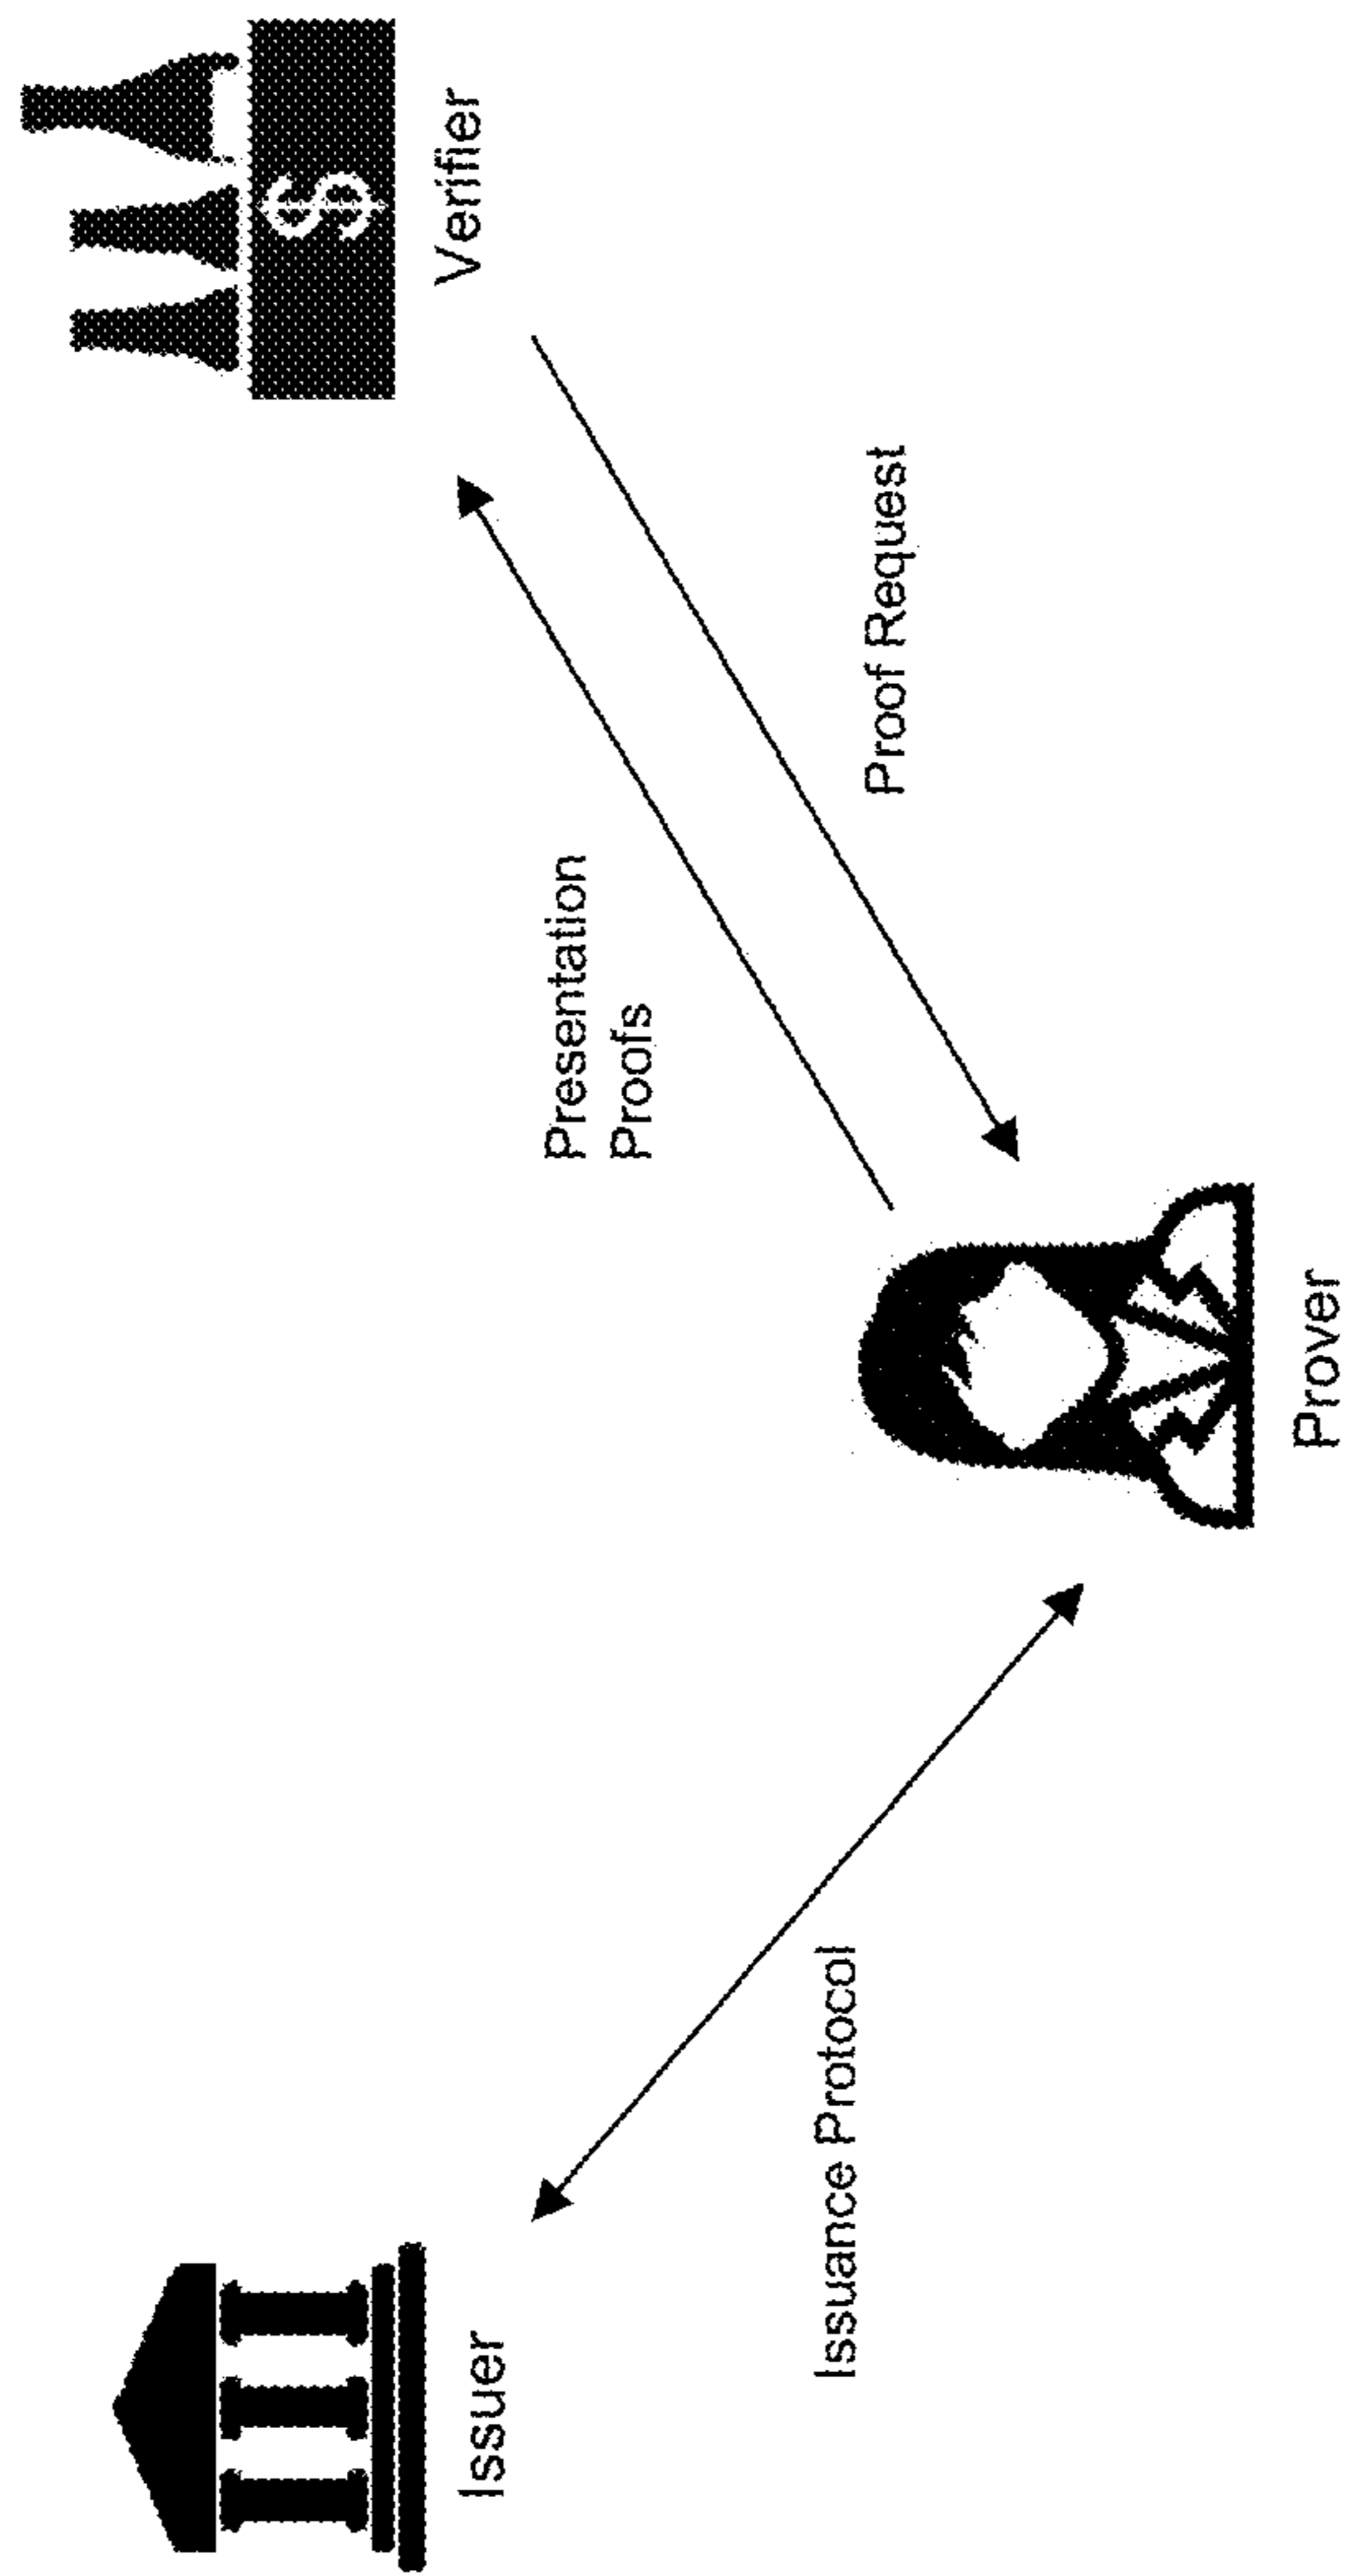 Issuer
Issuance Protocol
Prover
Presentation
Proofs
Proof Request
Verifier
$